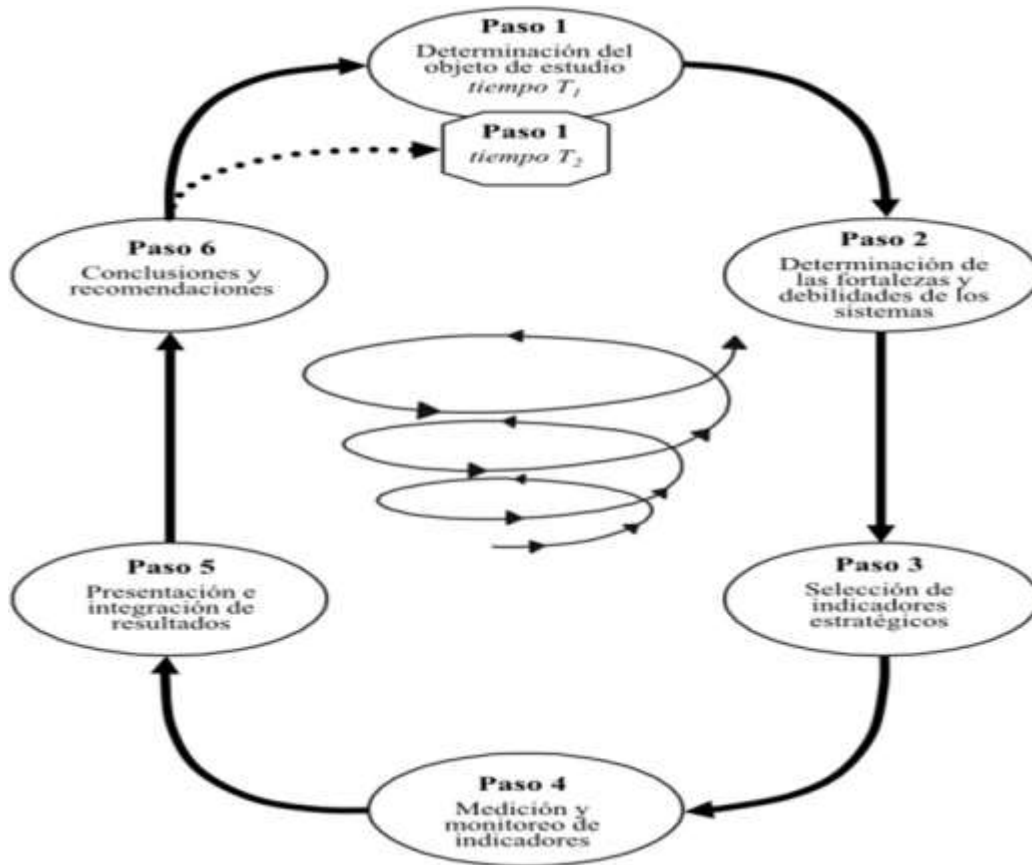 Paso 1
Determinación del
objeto de estudio
tiempo T₁
Paso 1
tiempo T₂
Paso 2
Determinación de
las fortalezas y
debilidades de los
sistemas
Paso 3
Selección de
indicadores
estratégicos
Paso 4
Medición y
monitoreo de
indicadores
Paso 5
Presentación e
integración de
resultados
Paso 6
Conclusiones y
recomendaciones